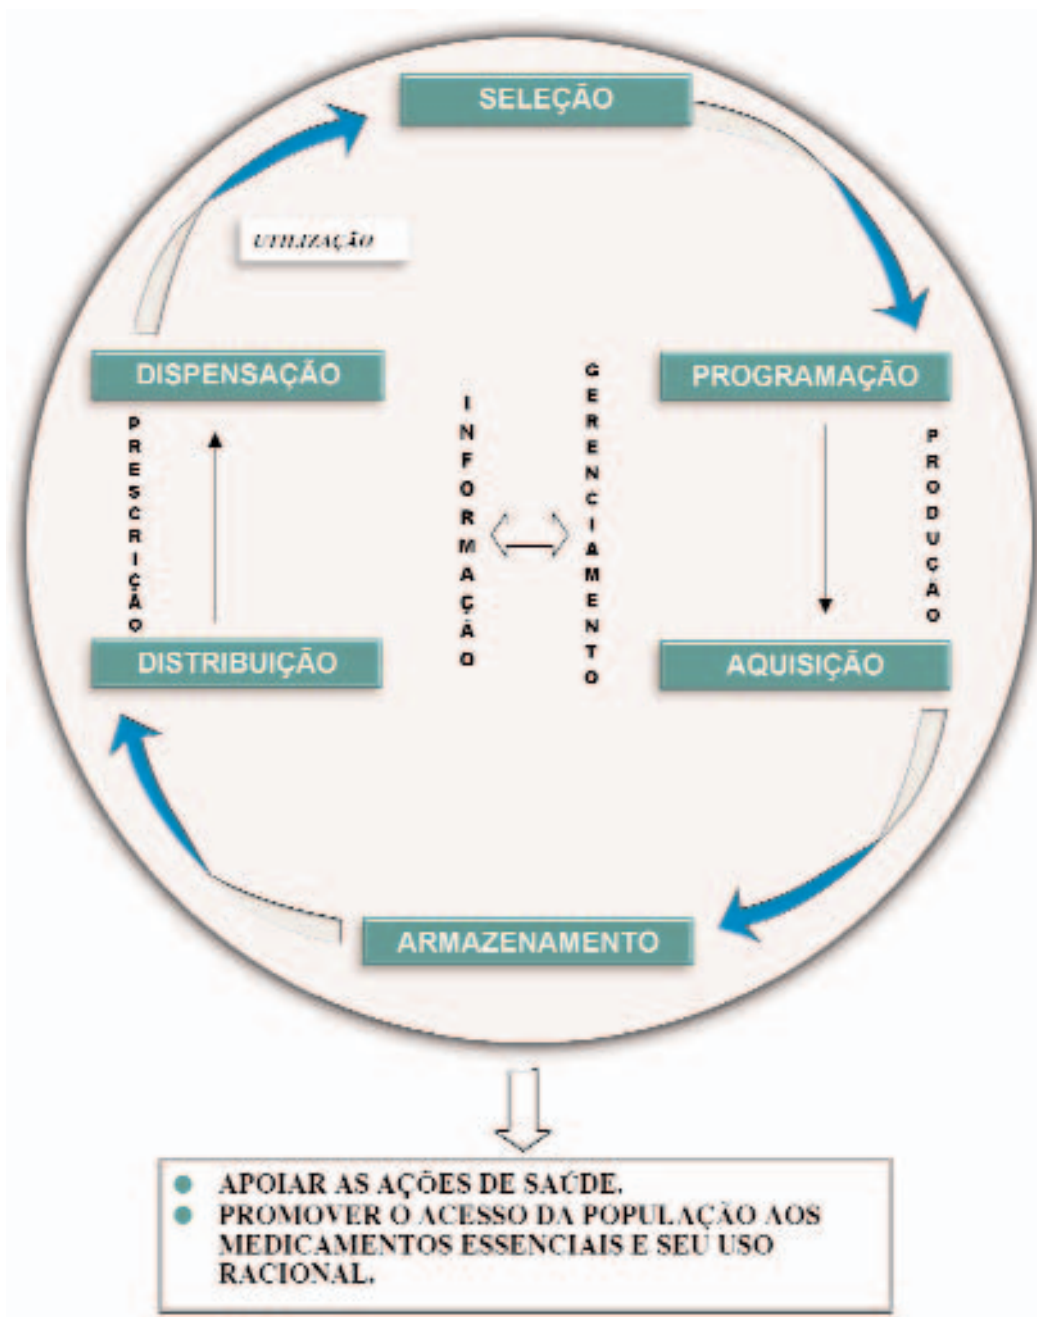 SELEÇÃO
UTILIZAÇÃO
DISPENSAÇÃO
PROGRAMAÇÃO
PRESCRIÇÃO
INFORMAÇÃO
GERENCIAMENTO
PRODUÇÃO
DISTRIBUIÇÃO
AQUISIÇÃO
ARMAZENAMENTO
APOIAR AS AÇÕES DE SAÚDE.
PROMOVER O ACESSO DA POPULAÇÃO AOS
MEDICAMENTOS ESSENCIAIS E SEU USO
RACIONAL.